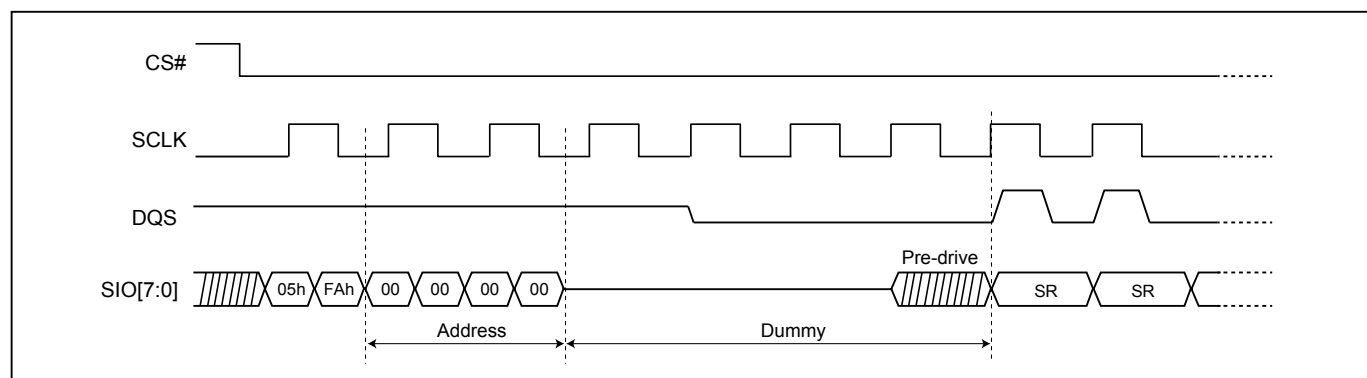 CS#
SCLK
DQS
Pre-drive
SIO[7:0] 05h FAh 00 00 00 00 SR SR
Address Dummy